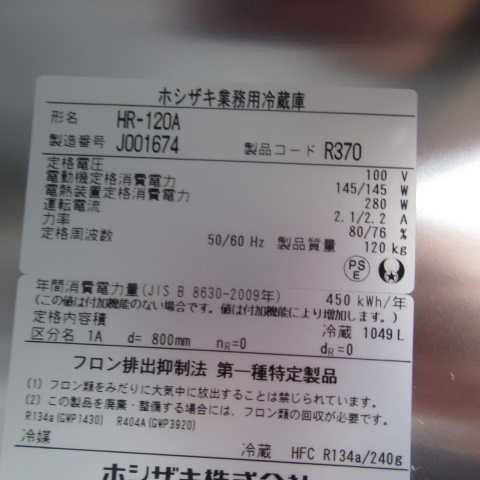 ホシザキ業務用冷蔵庫
形名 HR-120A
製造番号 J001674 製品コード R370
定格電圧 100 V
電動機定格消費電力 145/145 W
電熱装置定格消費電力 280 W
運転電流 2.1/2.2 A
力率 80/76 %
定格周波数 50/60 Hz 製品質量 120 kg
PSE
年間消費電力量(JIS B 8630-2009年) 450 kWh/年
(この値は付加機能のない場合です。値は付加機能により増加します。)
定格内容積 冷蔵 1049 L
区分名 1A d= 800mm nR=0 dR=0
フロン排出抑制法 第一種特定製品
(1) フロン類をみだりに大気中に放出することは禁じられています。
(2) この製品を廃棄・整備する場合には、フロン類の回収が必要です。
R134a(GWP1430) R404A(GWP3920)
冷媒 冷蔵 HFC R134a/240g
ホシザキ株式会社